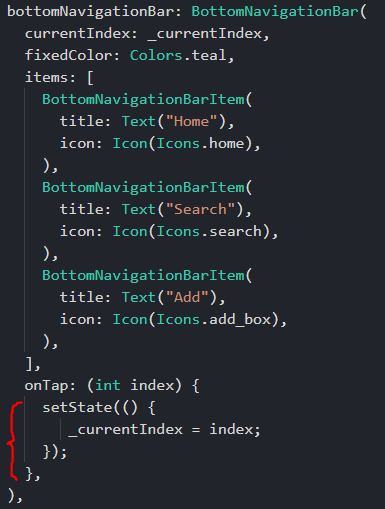 bottomNavigationBar: BottomNavigationBar(
  currentIndex: _currentIndex,
  fixedColor: Colors.teal,
  items: [
    BottomNavigationBarItem(
      title: Text("Home"),
      icon: Icon(Icons.home),
    ),
    BottomNavigationBarItem(
      title: Text("Search"),
      icon: Icon(Icons.search),
    ),
    BottomNavigationBarItem(
      title: Text("Add"),
      icon: Icon(Icons.add_box),
    ),
  ],
  onTap: (int index) {
    setState(() {
      _currentIndex = index;
    });
  },
),